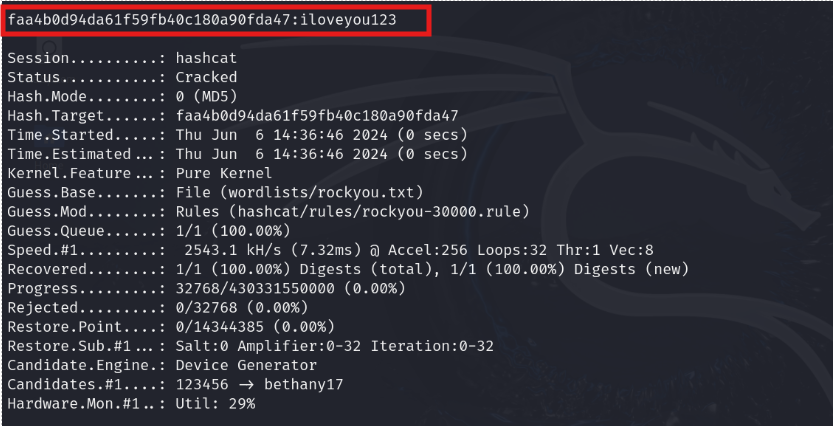 faa4b0d94da61f59fb40c180a90fda47:iloveyou123
Session..........: hashcat
Status...........: Cracked
Hash.Mode........: 0 (MD5)
Hash.Target......: faa4b0d94da61f59fb40c180a90fda47
Time.Started.....: Thu Jun  6 14:36:46 2024 (0 secs)
Time.Estimated...: Thu Jun  6 14:36:46 2024 (0 secs)
Kernel.Feature...: Pure Kernel
Guess.Base.......: File (wordlists/rockyou.txt)
Guess.Mod........: Rules (hashcat/rules/rockyou-30000.rule)
Guess.Queue......: 1/1 (100.00%)
Speed.#1.........:  2543.1 kH/s (7.32ms) @ Accel:256 Loops:32 Thr:1 Vec:8
Recovered........: 1/1 (100.00%) Digests (total), 1/1 (100.00%) Digests (new)
Progress.........: 32768/430331550000 (0.00%)
Rejected.........: 0/32768 (0.00%)
Restore.Point....: 0/14344385 (0.00%)
Restore.Sub.#1...: Salt:0 Amplifier:0-32 Iteration:0-32
Candidate.Engine.: Device Generator
Candidates.#1....: 123456 -> bethany17
Hardware.Mon.#1..: Util: 29%